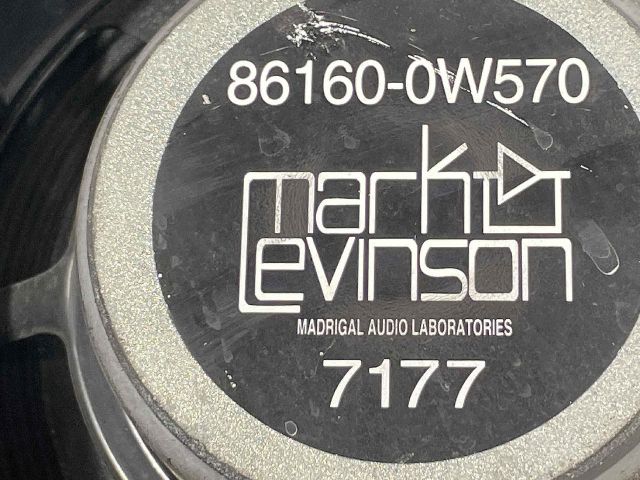 86160-0W570
mark
Levinson
MADRIGAL AUDIO LABORATORIES
7177